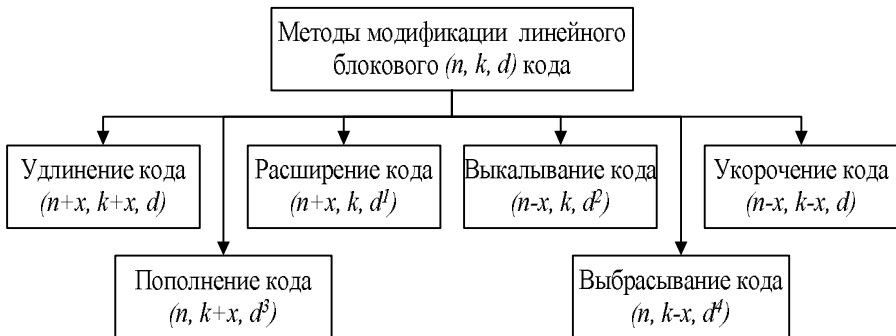 Методы модификации линейного
блокового (n, k, d) кода
Удлинение кода
(n+x, k+x, d)
Расширение кода
(n+x, k, d¹)
Выкалывание кода
(n-x, k, d²)
Укорочение кода
(n-x, k-x, d)
Пополнение кода
(n, k+x, d³)
Выбрасывание кода
(n, k-x, d⁴)